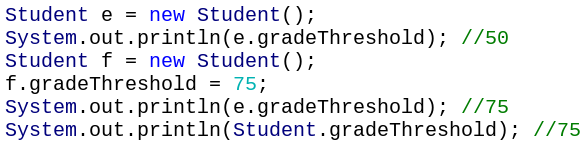 Student e = new Student();
System.out.println(e.gradeThreshold); //50
Student f = new Student();
f.gradeThreshold = 75;
System.out.println(e.gradeThreshold); //75
System.out.println(Student.gradeThreshold); //75